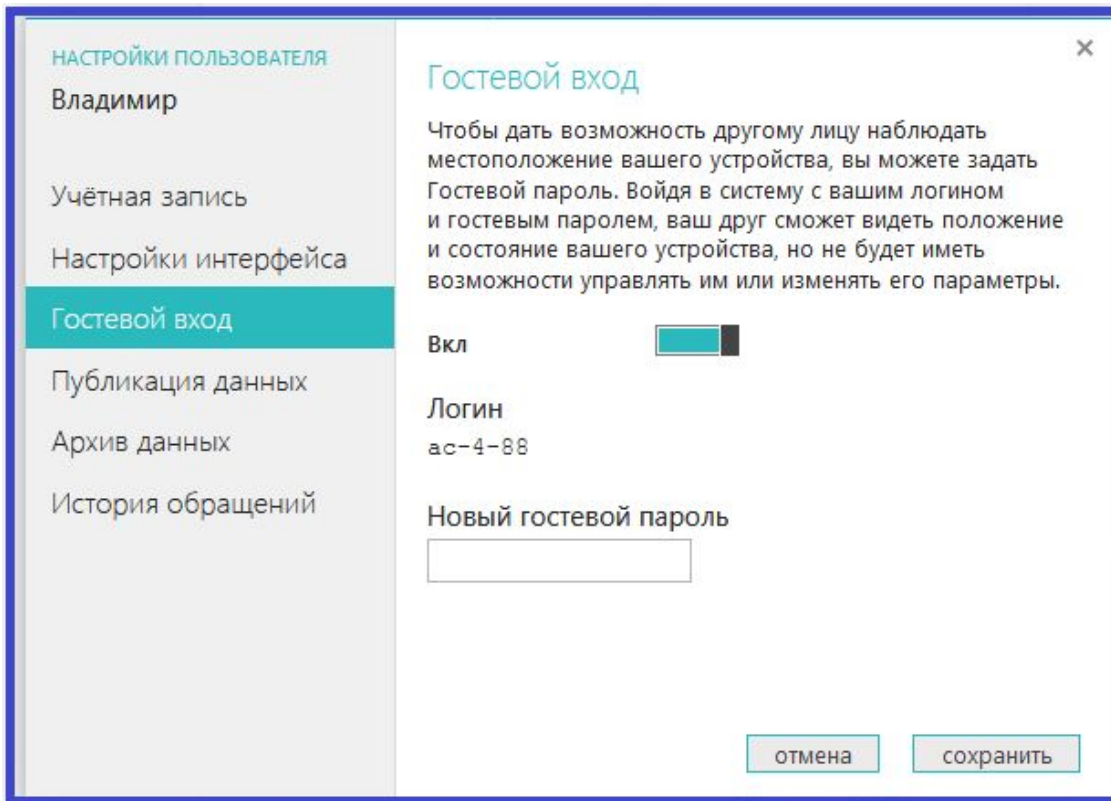 НАСТРОЙКИ ПОЛЬЗОВАТЕЛЯ
Владимир
Учётная запись
Настройки интерфейса
Гостевой вход
Публикация данных
Архив данных
История обращений
×
Гостевой вход
Чтобы дать возможность другому лицу наблюдать
местоположение вашего устройства, вы можете задать
Гостевой пароль. Войдя в систему с вашим логином
и гостевым паролем, ваш друг сможет видеть положение
и состояние вашего устройства, но не будет иметь
возможности управлять им или изменять его параметры.
Вкл
Логин
ac-4-88
Новый гостевой пароль
отмена сохранить